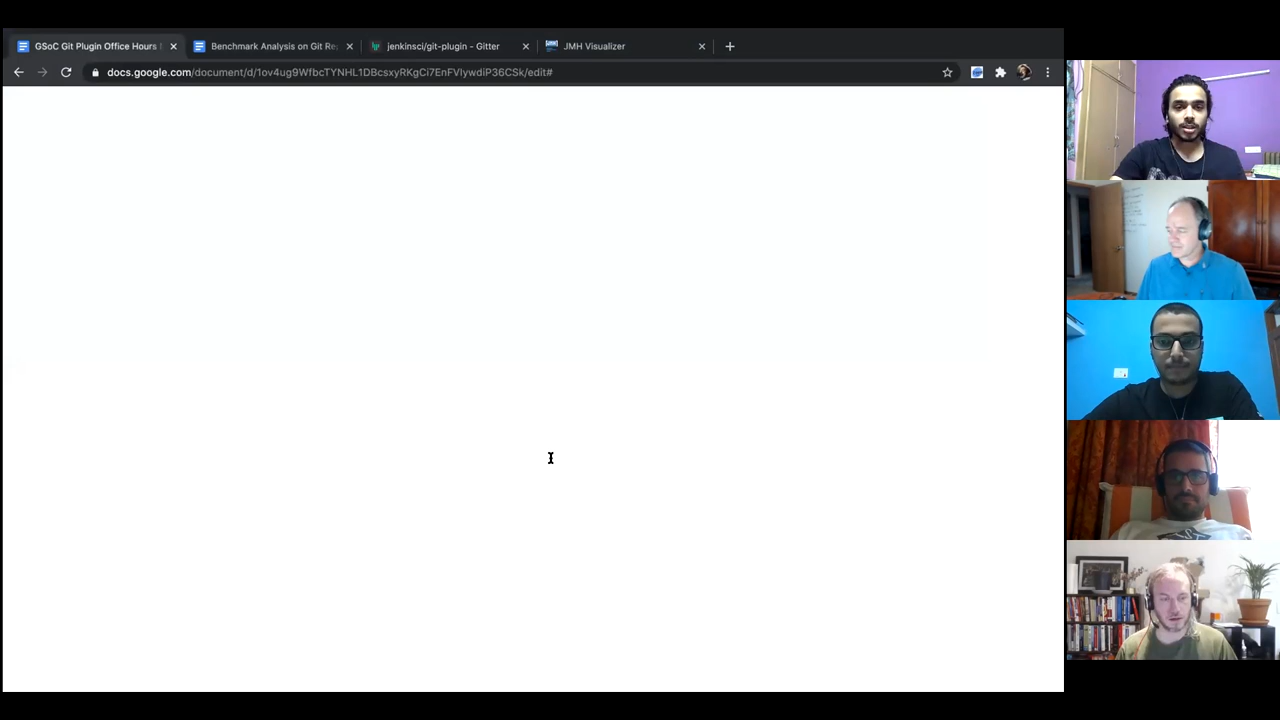 GSoC Git Plugin Office Hours
Benchmark Analysis on Git Re
jenkinsci/git-plugin - Gitter
JMH Visualizer
docs.google.com/document/d/1ov4ug9WfbcTYNHL1DBcsxyRKgCi7EnFVIywdiP36CSk/edit#